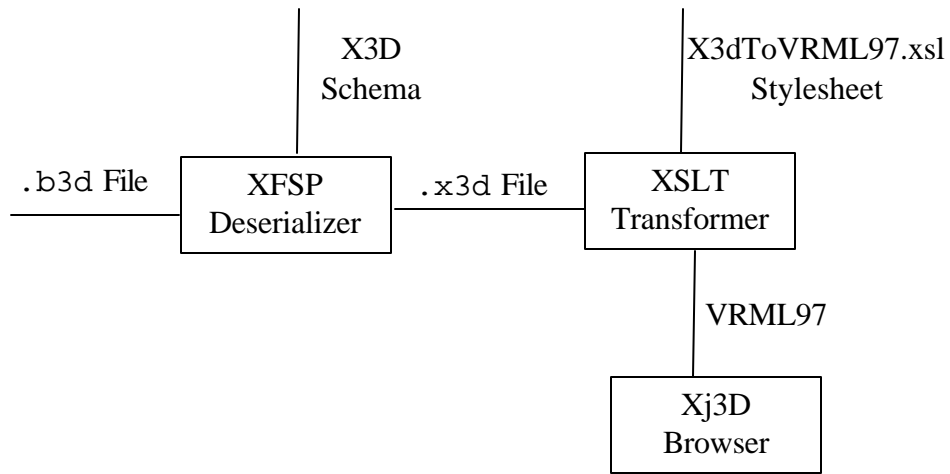 X3D
Schema
X3dToVRML97.xsl
Stylesheet
.b3d File
XFSP
Deserializer
.x3d File
XSLT
Transformer
VRML97
Xj3D
Browser